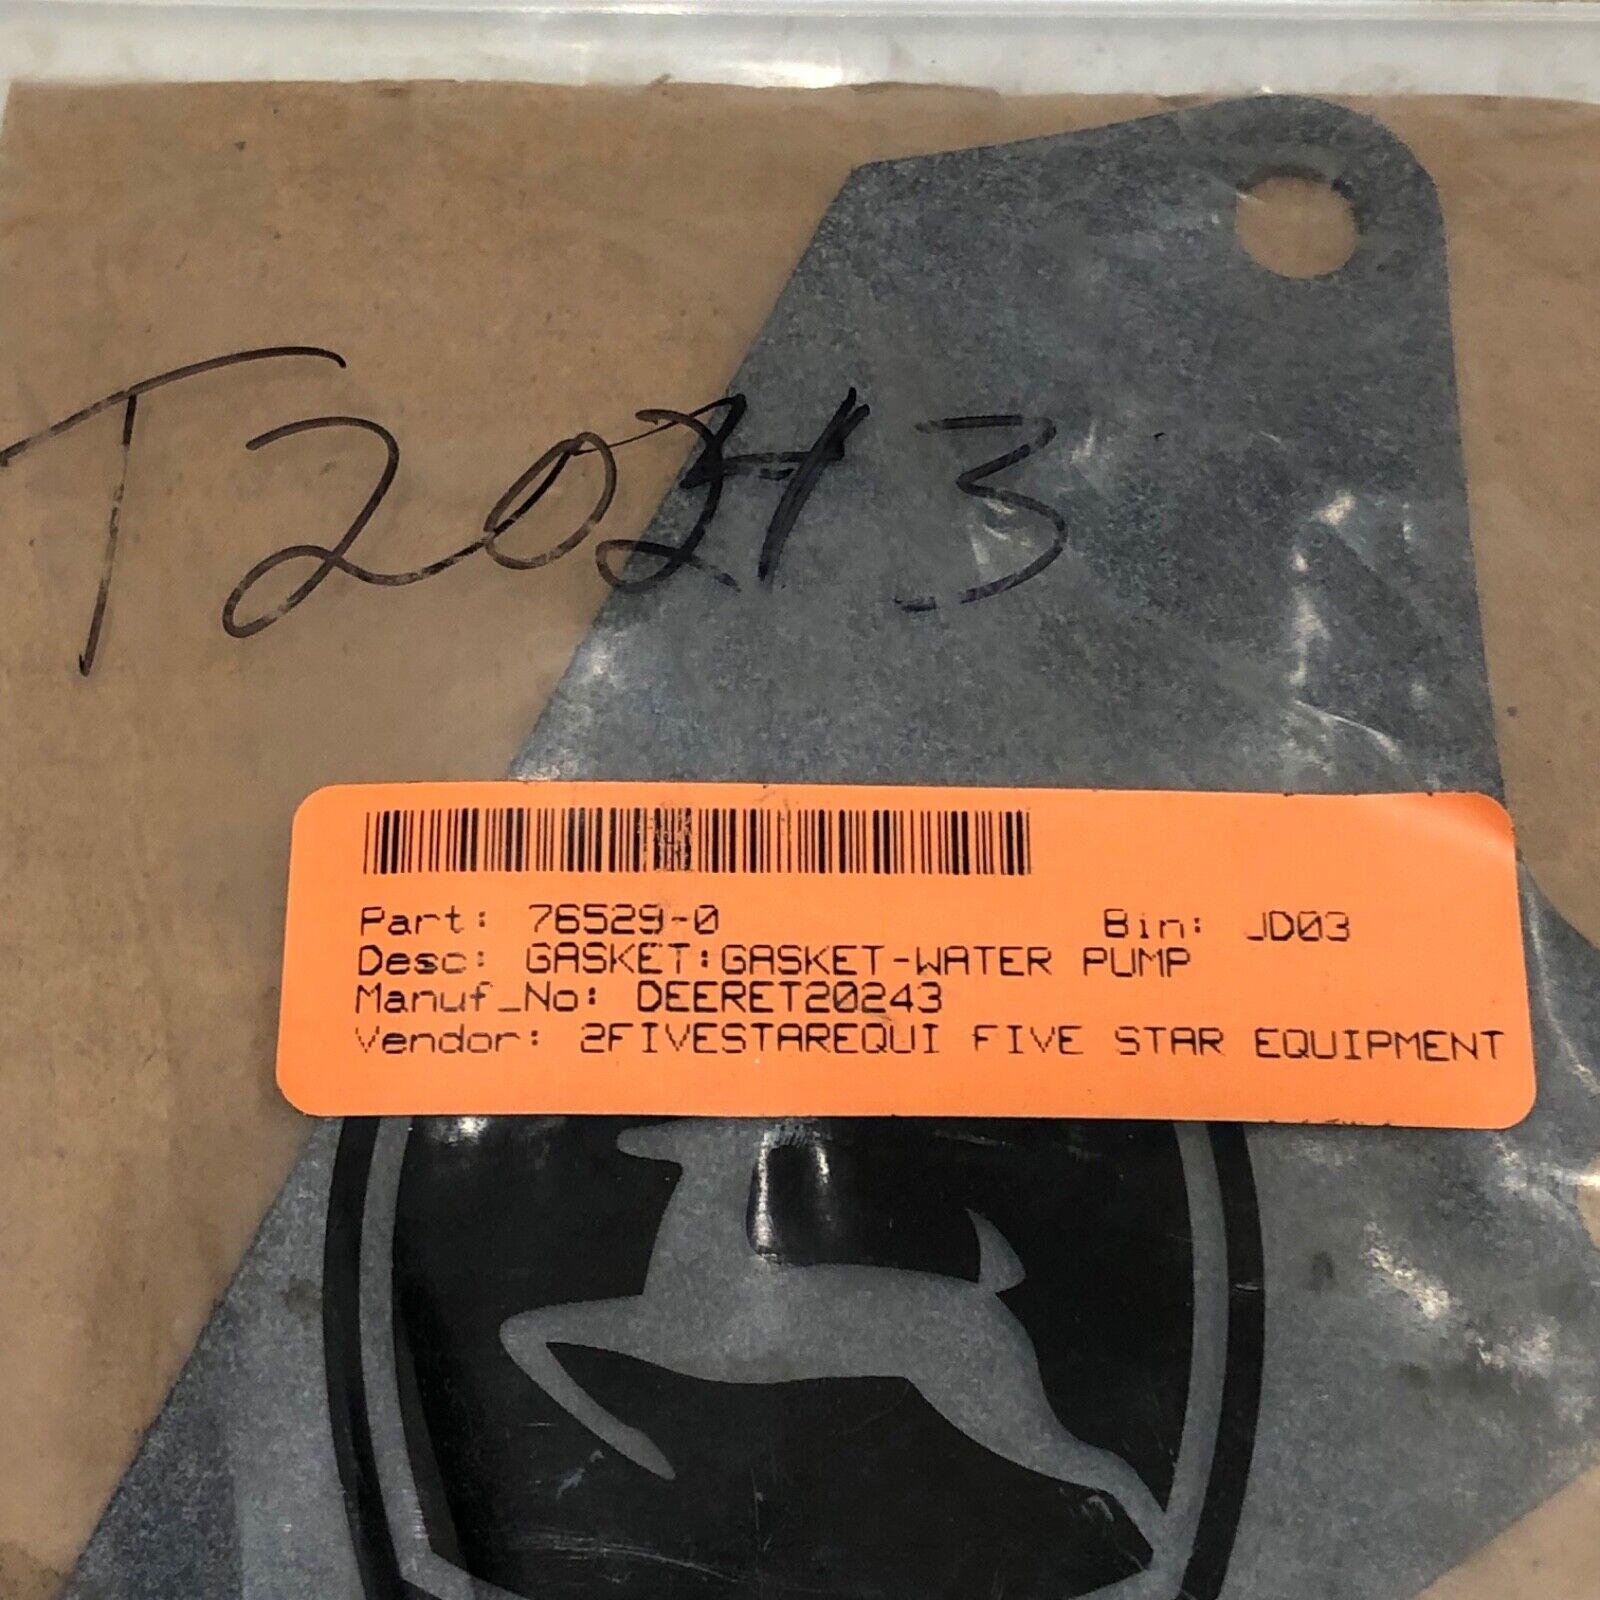 T20243
Part: 76529-0 Bin: JD03
Desc: GASKET:GASKET-WATER PUMP
Manuf_No: DEERET20243
Vendor: 2FIVESTAREQUI FIVE STAR EQUIPMENT